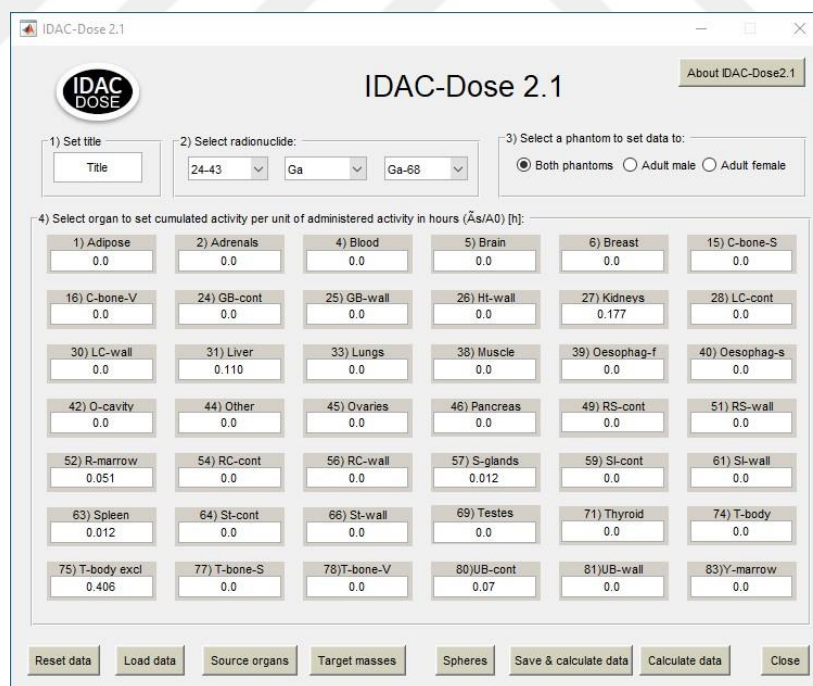 IDAC-Dose 2.1
IDAC
DOSE
IDAC-Dose 2.1
About IDAC-Dose2.1
1) Set title
Title
2) Select radionuclide:
24-43 Ga Ga-68
3) Select a phantom to set data to:
Both phantoms Adult male Adult female
4) Select organ to set cumulated activity per unit of administered activity in hours (Ãs/A0) [h]:
1) Adipose 2) Adrenals 4) Blood 5) Brain 6) Breast 15) C-bone-S
0.0 0.0 0.0 0.0 0.0 0.0
16) C-bone-V 24) GB-cont 25) GB-wall 26) Ht-wall 27) Kidneys 28) LC-cont
0.0 0.0 0.0 0.0 0.177 0.0
30) LC-wall 31) Liver 33) Lungs 38) Muscle 39) Oesophag-f 40) Oesophag-s
0.0 0.110 0.0 0.0 0.0 0.0
42) O-cavity 44) Other 45) Ovaries 46) Pancreas 49) RS-cont 51) RS-wall
0.0 0.0 0.0 0.0 0.0 0.0
52) R-marrow 54) RC-cont 56) RC-wall 57) S-glands 59) SI-cont 61) SI-wall
0.051 0.0 0.0 0.012 0.0 0.0
63) Spleen 64) St-cont 66) St-wall 69) Testes 71) Thyroid 74) T-body
0.012 0.0 0.0 0.0 0.0 0.0
75) T-body excl 77) T-bone-S 78)T-bone-V 80)UB-cont 81)UB-wall 83)Y-marrow
0.406 0.0 0.0 0.07 0.0 0.0
Reset data Load data Source organs Target masses Spheres Save & calculate data Calculate data Close